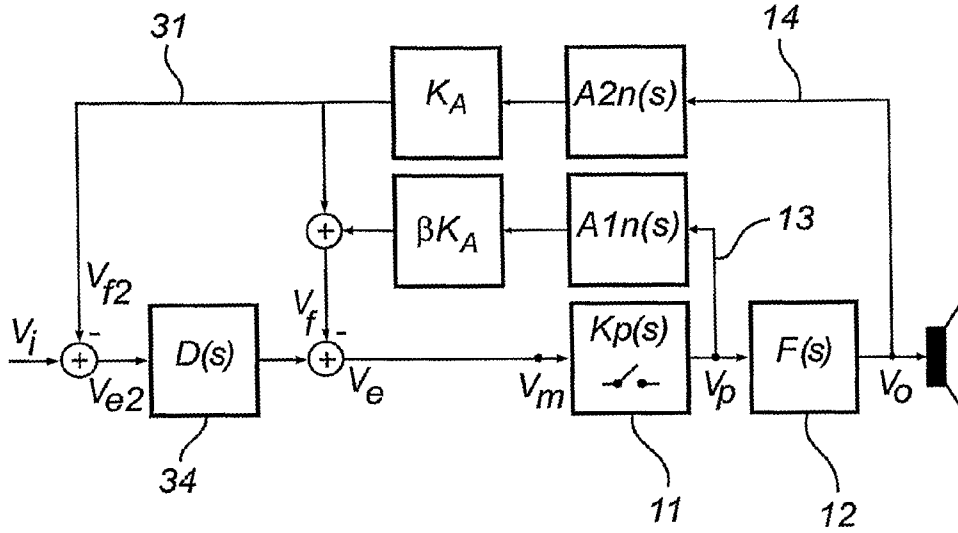 31
14
K_A
A2n(s)
βK_A
A1n(s)
13
+
V_f2
V_f
-
-
V_i
+
V_e2
D(s)
+
V_e
V_m
Kp(s)
V_p
F(s)
V_o
34
11
12